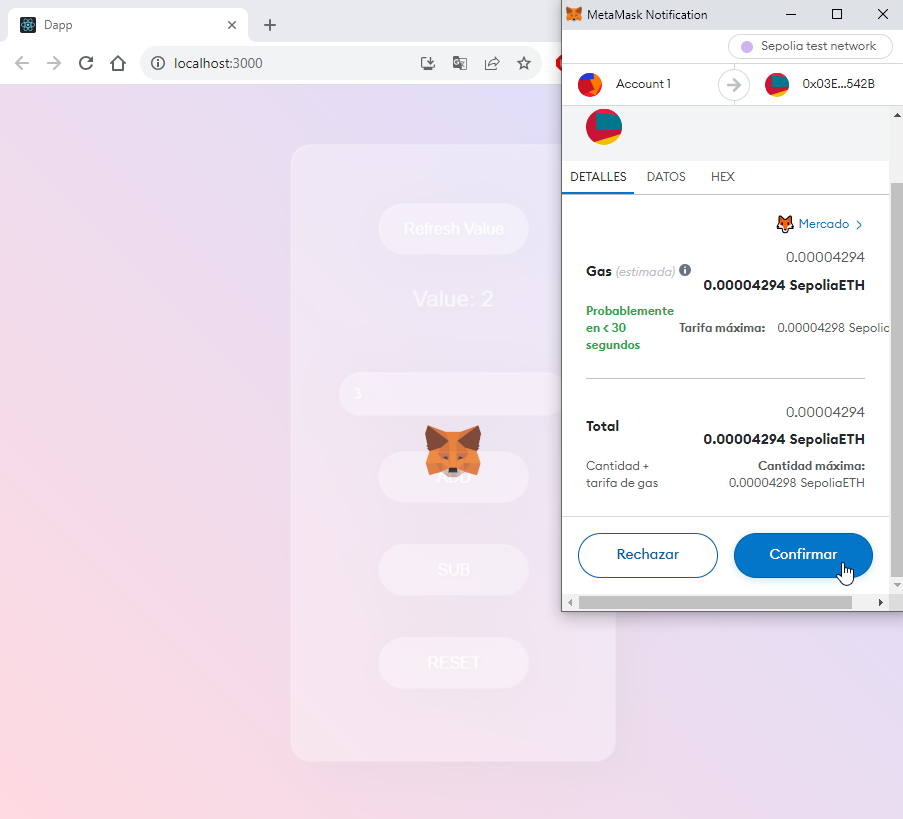 Dapp
localhost:3000
Refresh Value
Value: 2
3
ADD
SUB
RESET
MetaMask Notification
Sepolia test network
Account 1
0x03E...542B
DETALLES DATOS HEX
Mercado >
0.00004294
Gas (estimada)
0.00004294 SepoliaETH
Probablemente
en < 30
segundos
Tarifa máxima: 0.00004298 Sepolic
0.00004294
Total
0.00004294 SepoliaETH
Cantidad +
tarifa de gas
Cantidad máxima:
0.00004298 SepoliaETH
Rechazar
Confirmar